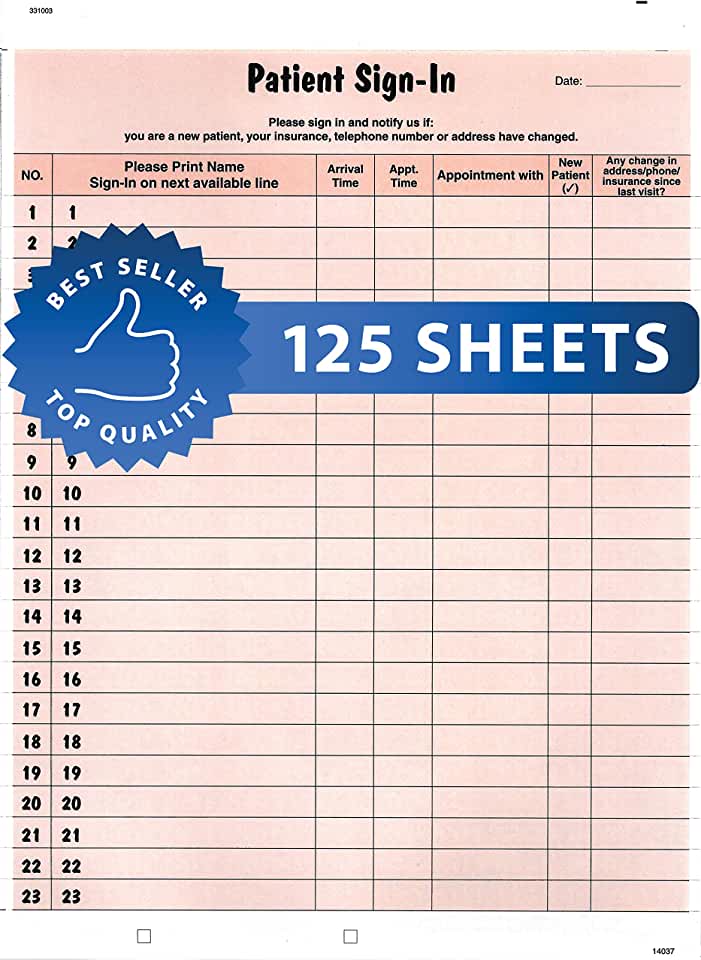 331003
Patient Sign-In
Date:
Please sign in and notify us if:
you are a new patient, your insurance, telephone number or address have changed.
NO.
Please Print Name
Sign-In on next available line
Arrival
Time
Appt.
Time
Appointment with
New
Patient
(✓)
Any change in
address/phone/
insurance since
last visit?
1 1
2 2
BEST SELLER
125 SHEETS
TOP QUALITY
8
9 9
10 10
11 11
12 12
13 13
14 14
15 15
16 16
17 17
18 18
19 19
20 20
21 21
22 22
23 23
14037